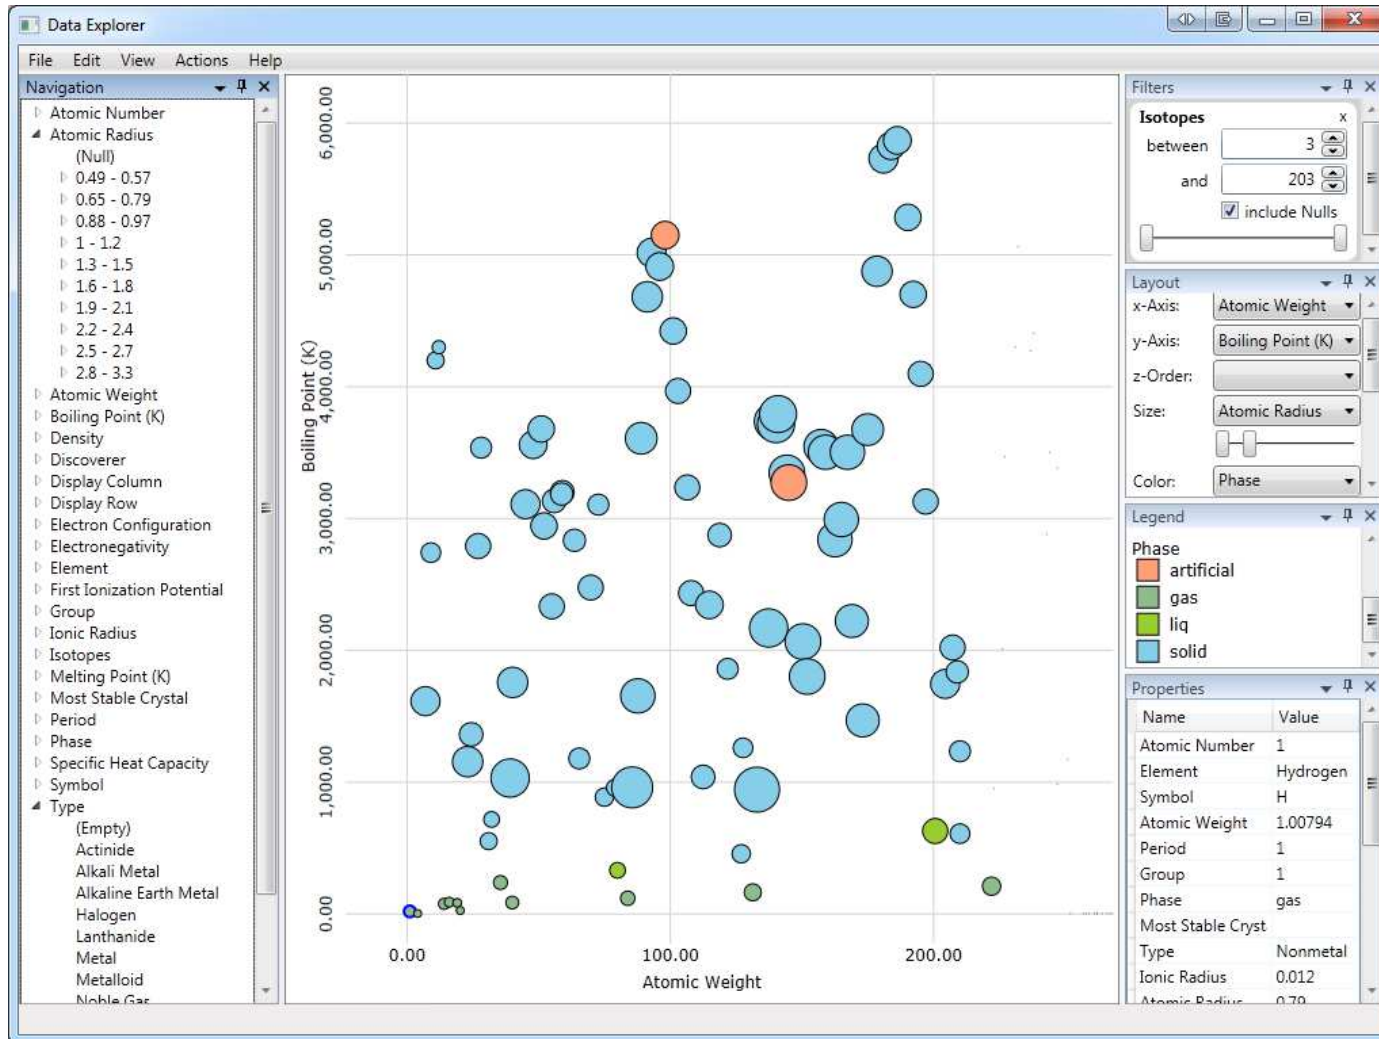 Data Explorer
File Edit View Actions Help
Navigation
Atomic Number
Atomic Radius
(Null)
0.49 - 0.57
0.65 - 0.79
0.88 - 0.97
1 - 1.2
1.3 - 1.5
1.6 - 1.8
1.9 - 2.1
2.2 - 2.4
2.5 - 2.7
2.8 - 3.3
Atomic Weight
Boiling Point (K)
Density
Discoverer
Display Column
Display Row
Electron Configuration
Electronegativity
Element
First Ionization Potential
Group
Ionic Radius
Isotopes
Melting Point (K)
Most Stable Crystal
Period
Phase
Specific Heat Capacity
Symbol
Type
(Empty)
Actinide
Alkali Metal
Alkaline Earth Metal
Halogen
Lanthanide
Metal
Metalloid
Noble Gas
Boiling Point (K)
6,000.00
5,000.00
4,000.00
3,000.00
2,000.00
1,000.00
0.00
0.00 100.00 200.00
Atomic Weight
Filters
Isotopes x
between 3
and 203
include Nulls
Layout
x-Axis: Atomic Weight
y-Axis: Boiling Point (K)
z-Order:
Size: Atomic Radius
Color: Phase
Legend
Phase
artificial
gas
liq
solid
Properties
Name Value
Atomic Number 1
Element Hydrogen
Symbol H
Atomic Weight 1.00794
Period 1
Group 1
Phase gas
Most Stable Cryst
Type Nonmetal
Ionic Radius 0.012
Atomic Radius 0.79